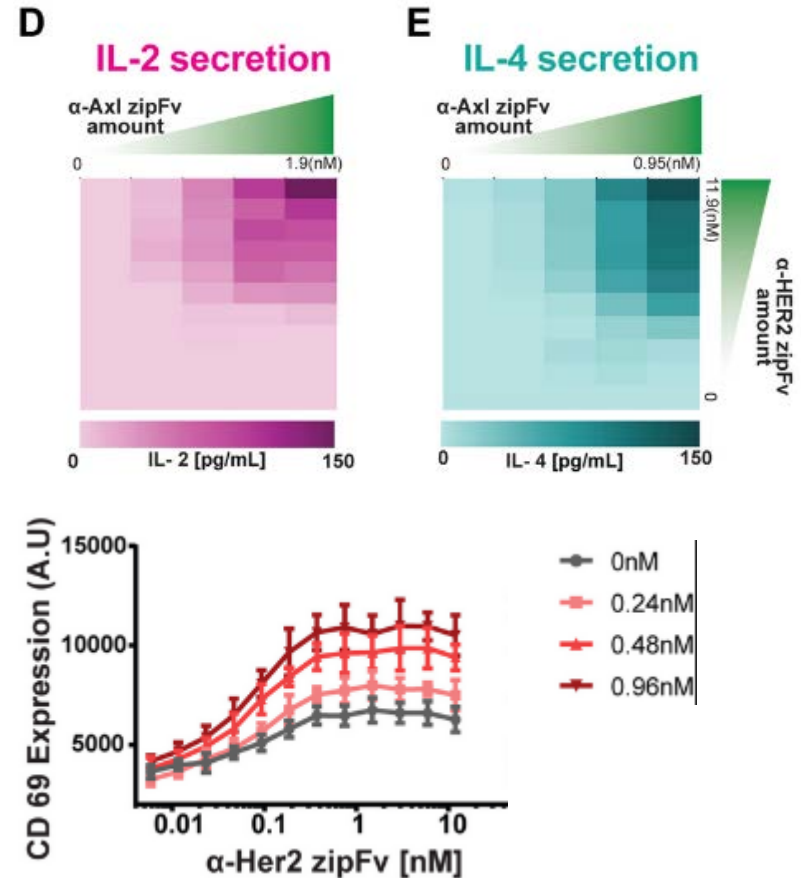 D
IL-2 secretion
α-Axl zipFv
amount
0
1.9(nM)
0
IL- 2 [pg/mL]
150
E
IL-4 secretion
α-Axl zipFv
amount
0
0.95(nM)
11.9(nM)
α-HER2 zipFv
amount
0
0
IL- 4 [pg/mL]
150
CD 69 Expression (A.U)
15000
10000
5000
0.01
0.1
1
10
α-Her2 zipFv [nM]
0nM
0.24nM
0.48nM
0.96nM